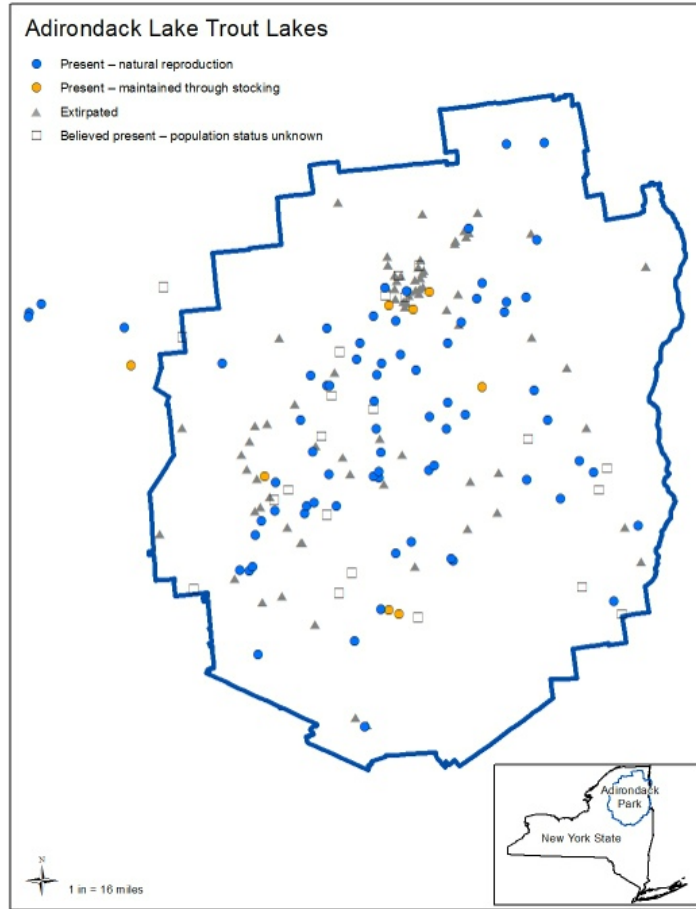 Adirondack Lake Trout Lakes
Present – natural reproduction
Present – maintained through stocking
Extirpated
Believed present – population status unknown
Adirondack
Park
New York State
N
1 in = 16 miles